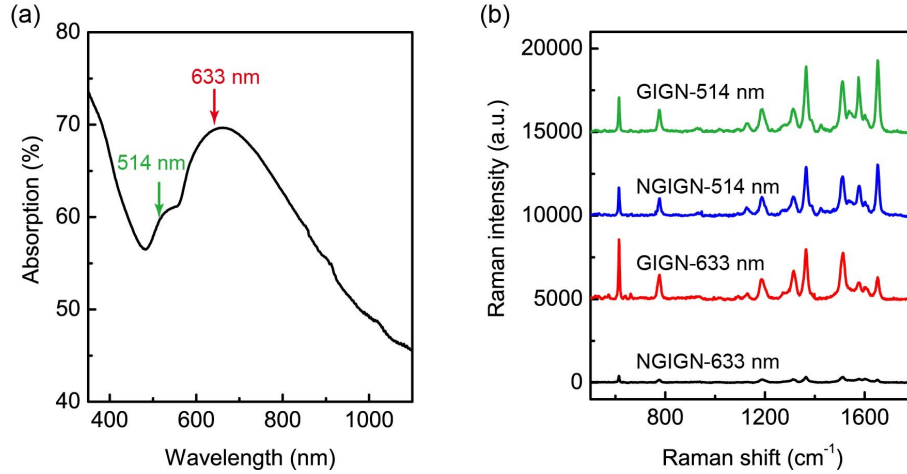 (a)
80
70
60
50
40
Absorption (%)
633 nm
514 nm
400
600
800
1000
Wavelength (nm)
(b)
20000
15000
10000
5000
0
Raman intensity (a.u.)
GIGN-514 nm
NGIGN-514 nm
GIGN-633 nm
NGIGN-633 nm
800
1200
1600
Raman shift (cm⁻¹)